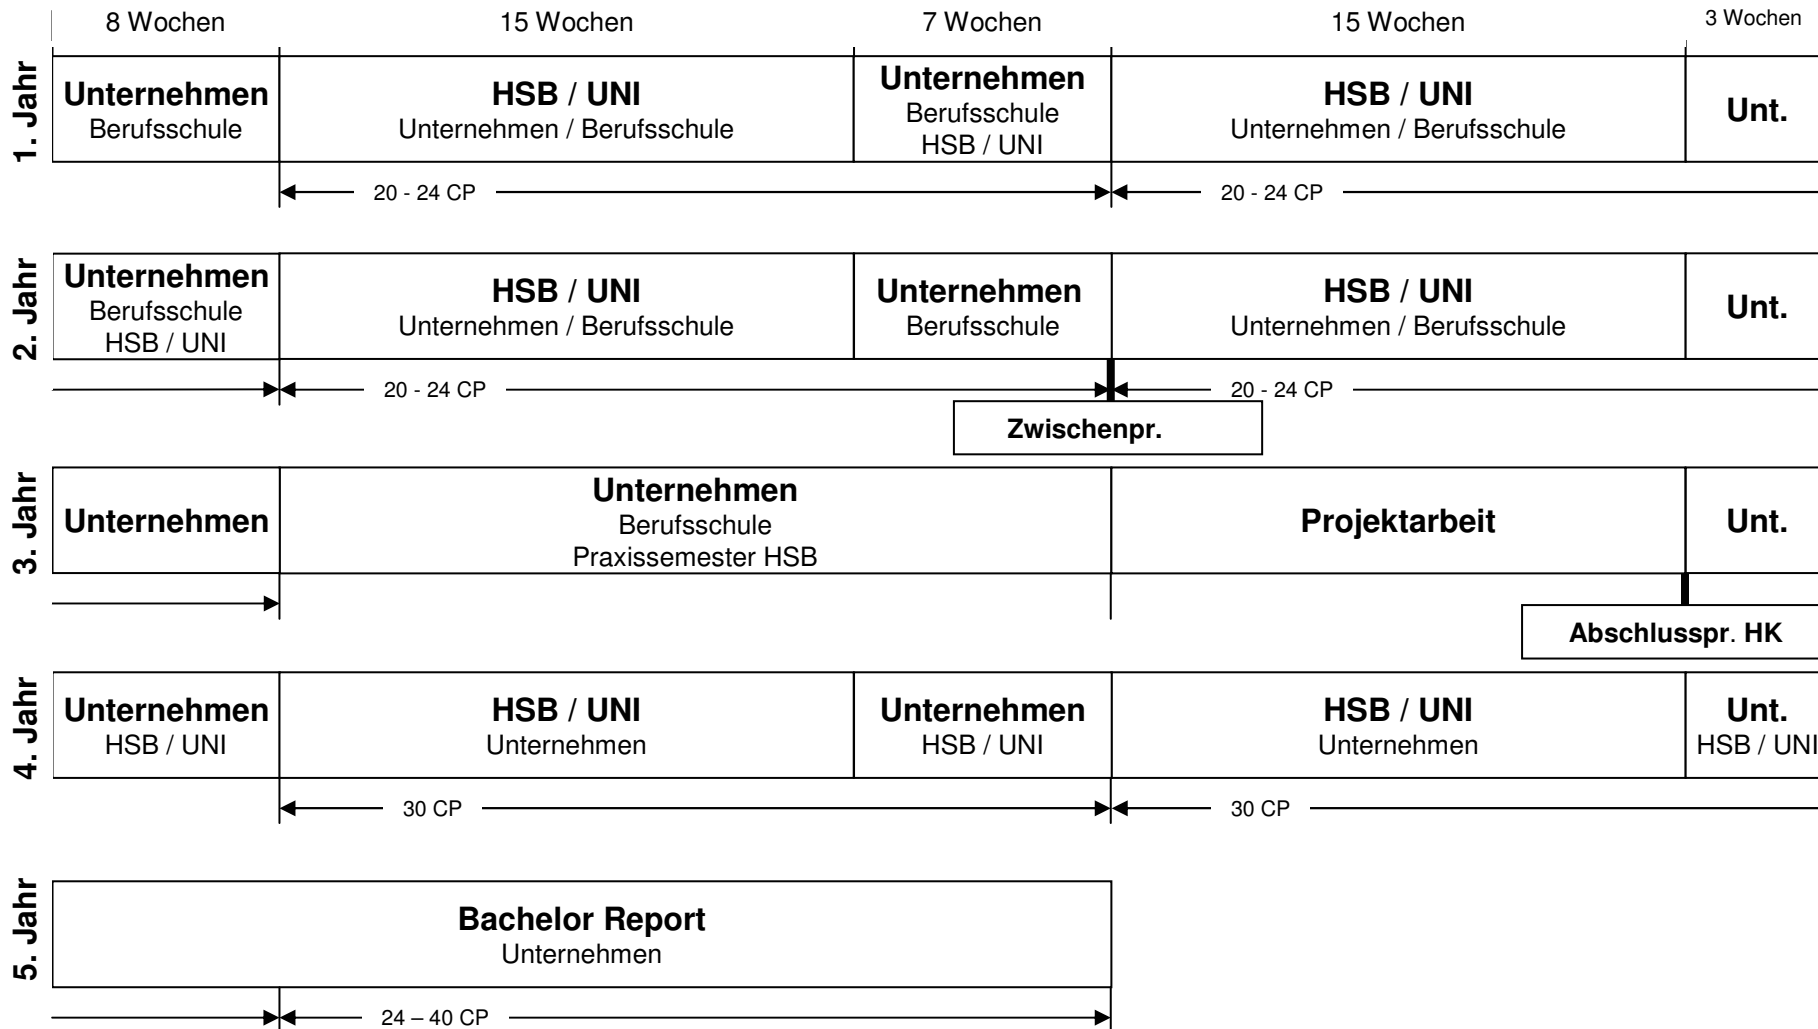 8 Wochen
15 Wochen
7 Wochen
15 Wochen
3 Wochen
1. Jahr
Unternehmen
Berufsschule
HSB / UNI
Unternehmen / Berufsschule
Unternehmen
Berufsschule
HSB / UNI
HSB / UNI
Unternehmen / Berufsschule
Unt.
20 - 24 CP
20 - 24 CP
2. Jahr
Unternehmen
Berufsschule
HSB / UNI
HSB / UNI
Unternehmen / Berufsschule
Unternehmen
Berufsschule
HSB / UNI
Unternehmen / Berufsschule
Unt.
20 - 24 CP
20 - 24 CP
Zwischenpr.
3. Jahr
Unternehmen
Unternehmen
Berufsschule
Praxissemester HSB
Projektarbeit
Unt.
Abschlusspr. HK
4. Jahr
Unternehmen
HSB / UNI
HSB / UNI
Unternehmen
Unternehmen
HSB / UNI
HSB / UNI
Unternehmen
Unt.
HSB / UNI
30 CP
30 CP
5. Jahr
Bachelor Report
Unternehmen
24 – 40 CP